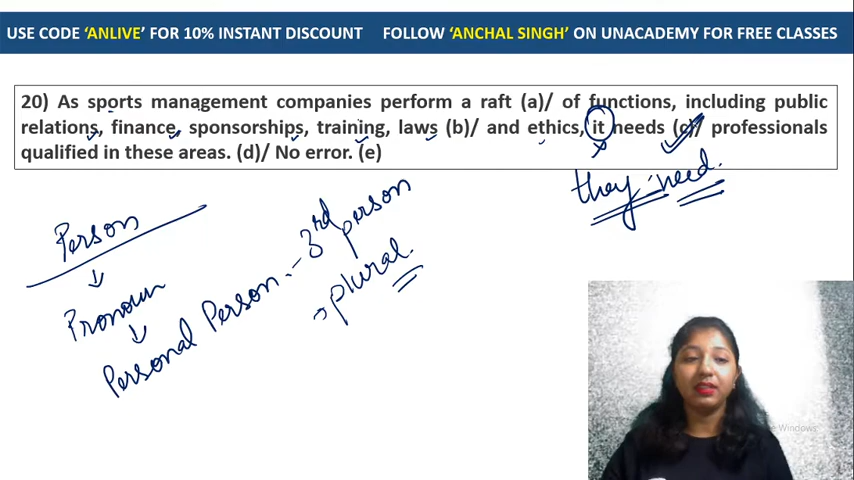 USE CODE ‘ANLIVE’ FOR 10% INSTANT DISCOUNT FOLLOW ‘ANCHAL SINGH’ ON UNACADEMY FOR FREE CLASSES
20) As sports management companies perform a raft (a)/ of functions, including public
relations, finance, sponsorships, training, laws (b)/ and ethics, it needs (c)/ professionals
qualified in these areas. (d)/ No error. (e)
they need.
Person
Pronoun
Personal Person - 3rd person
plural.
Windows